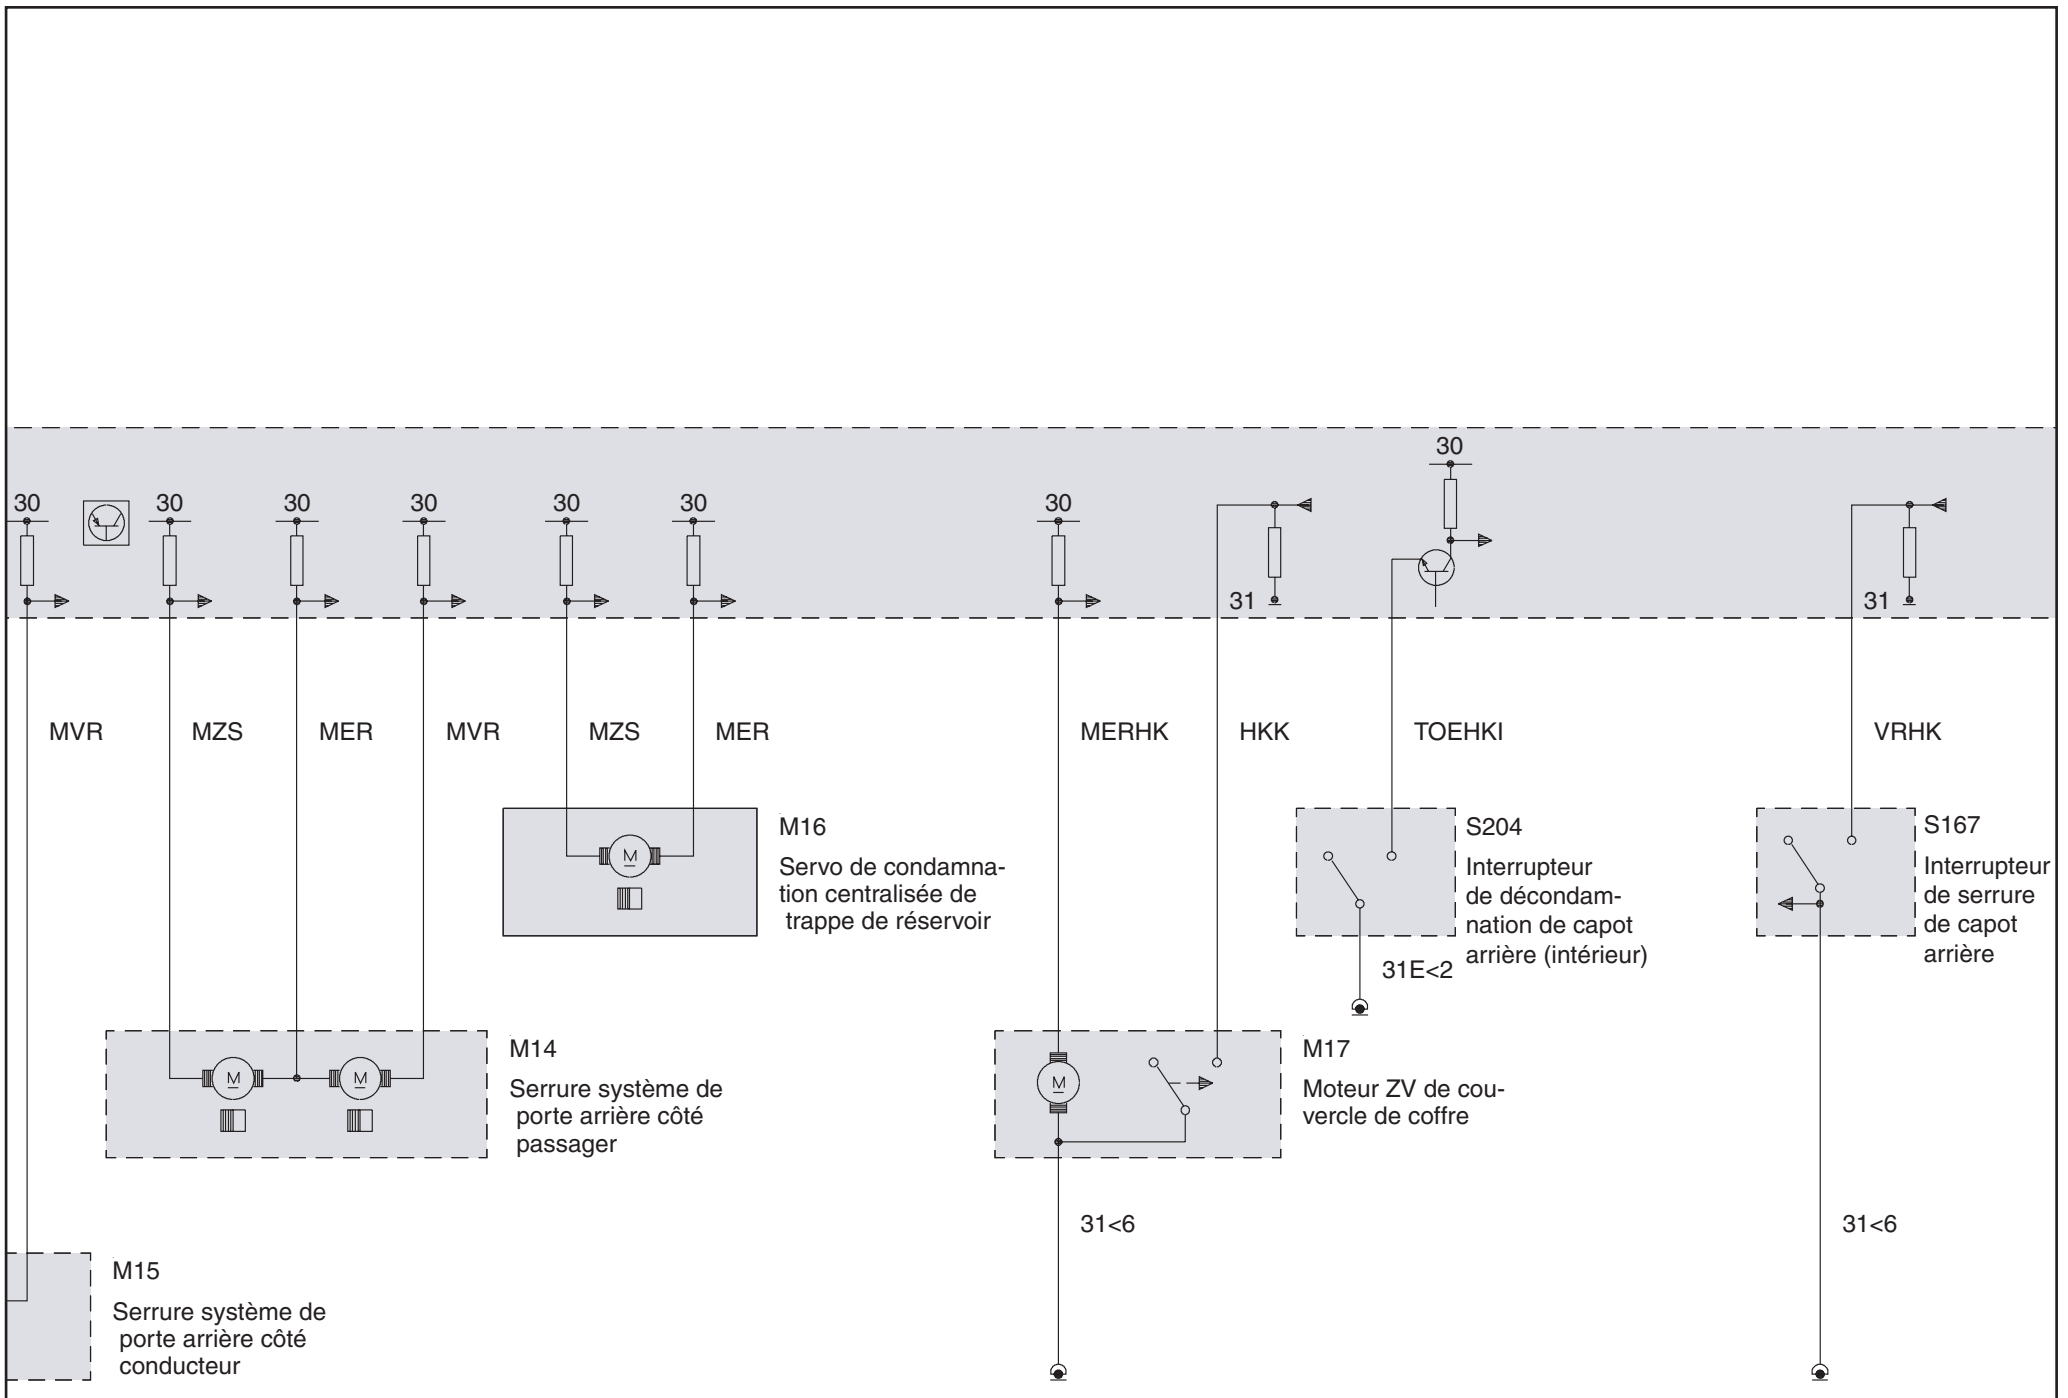 30
30
30
30
30
30
30
30
31
31
MVR
MZS
MER
MVR
MZS
MER
MERHK
HKK
TOEHKI
VRHK
M16
Servo de condamna-
tion centralisée de
trappe de réservoir
S204
Interrupteur
de décondam-
nation de capot
arrière (intérieur)
31E<2
S167
Interrupteur
de serrure
de capot
arrière
M
M14
Serrure système de
porte arrière côté
passager
M
M
M17
Moteur ZV de cou-
vercle de coffre
M
31<6
31<6
M15
Serrure système de
porte arrière côté
conducteur